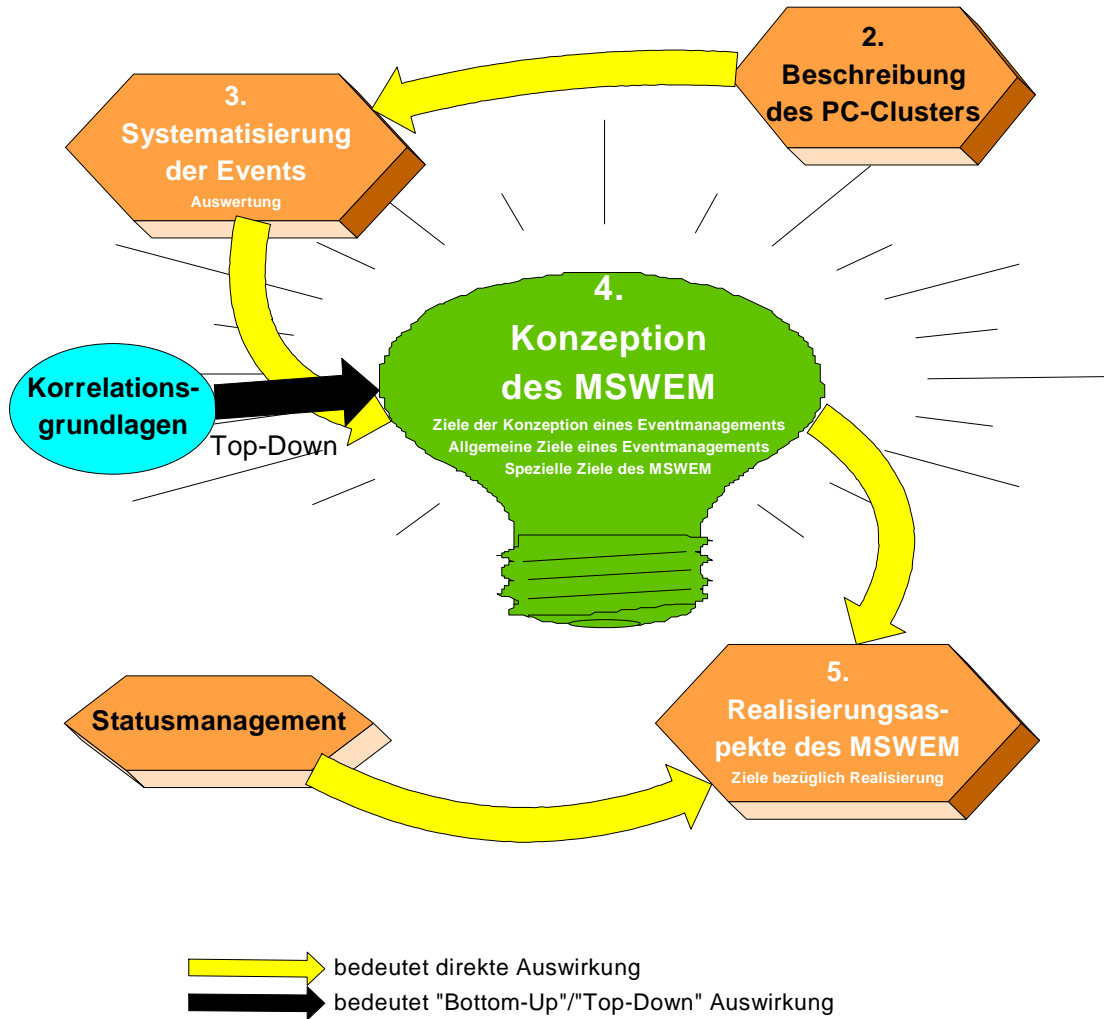 2.
Beschreibung
des PC-Clusters
3.
Systematisierung
der Events
Auswertung
4.
Konzeption
des MSWEM
Ziele der Konzeption eines Eventmanagements
Allgemeine Ziele eines Eventmanagements
Spezielle Ziele des MSWEM
Korrelations-
grundlagen
Top-Down
Statusmanagement
5.
Realisierungsas-
pekte des MSWEM
Ziele bezüglich Realisierung
bedeutet direkte Auswirkung
bedeutet "Bottom-Up"/"Top-Down" Auswirkung